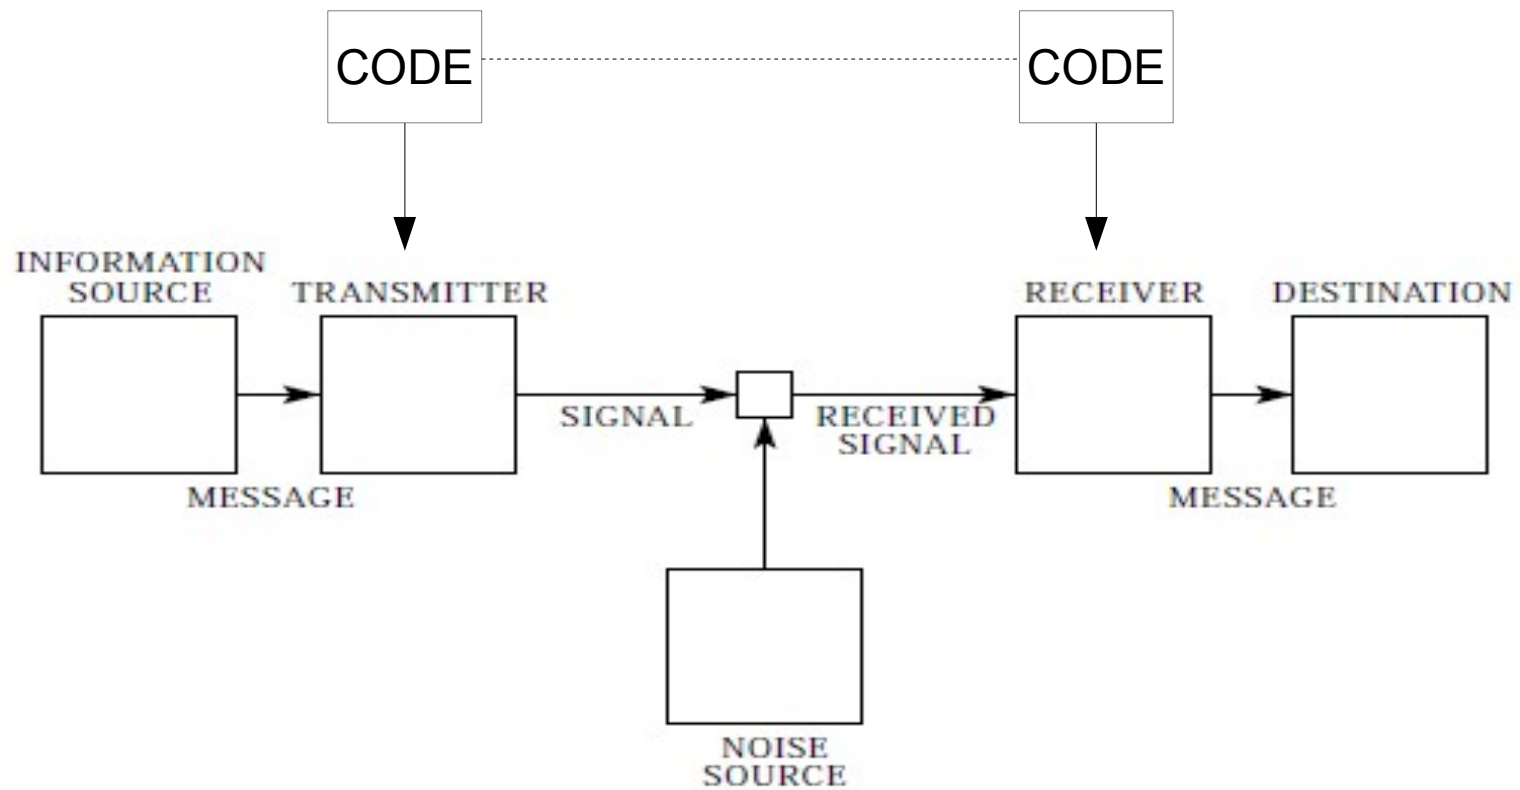 CODE
CODE
INFORMATION
SOURCE
TRANSMITTER
RECEIVER
DESTINATION
SIGNAL
RECEIVED
SIGNAL
MESSAGE
MESSAGE
NOISE
SOURCE